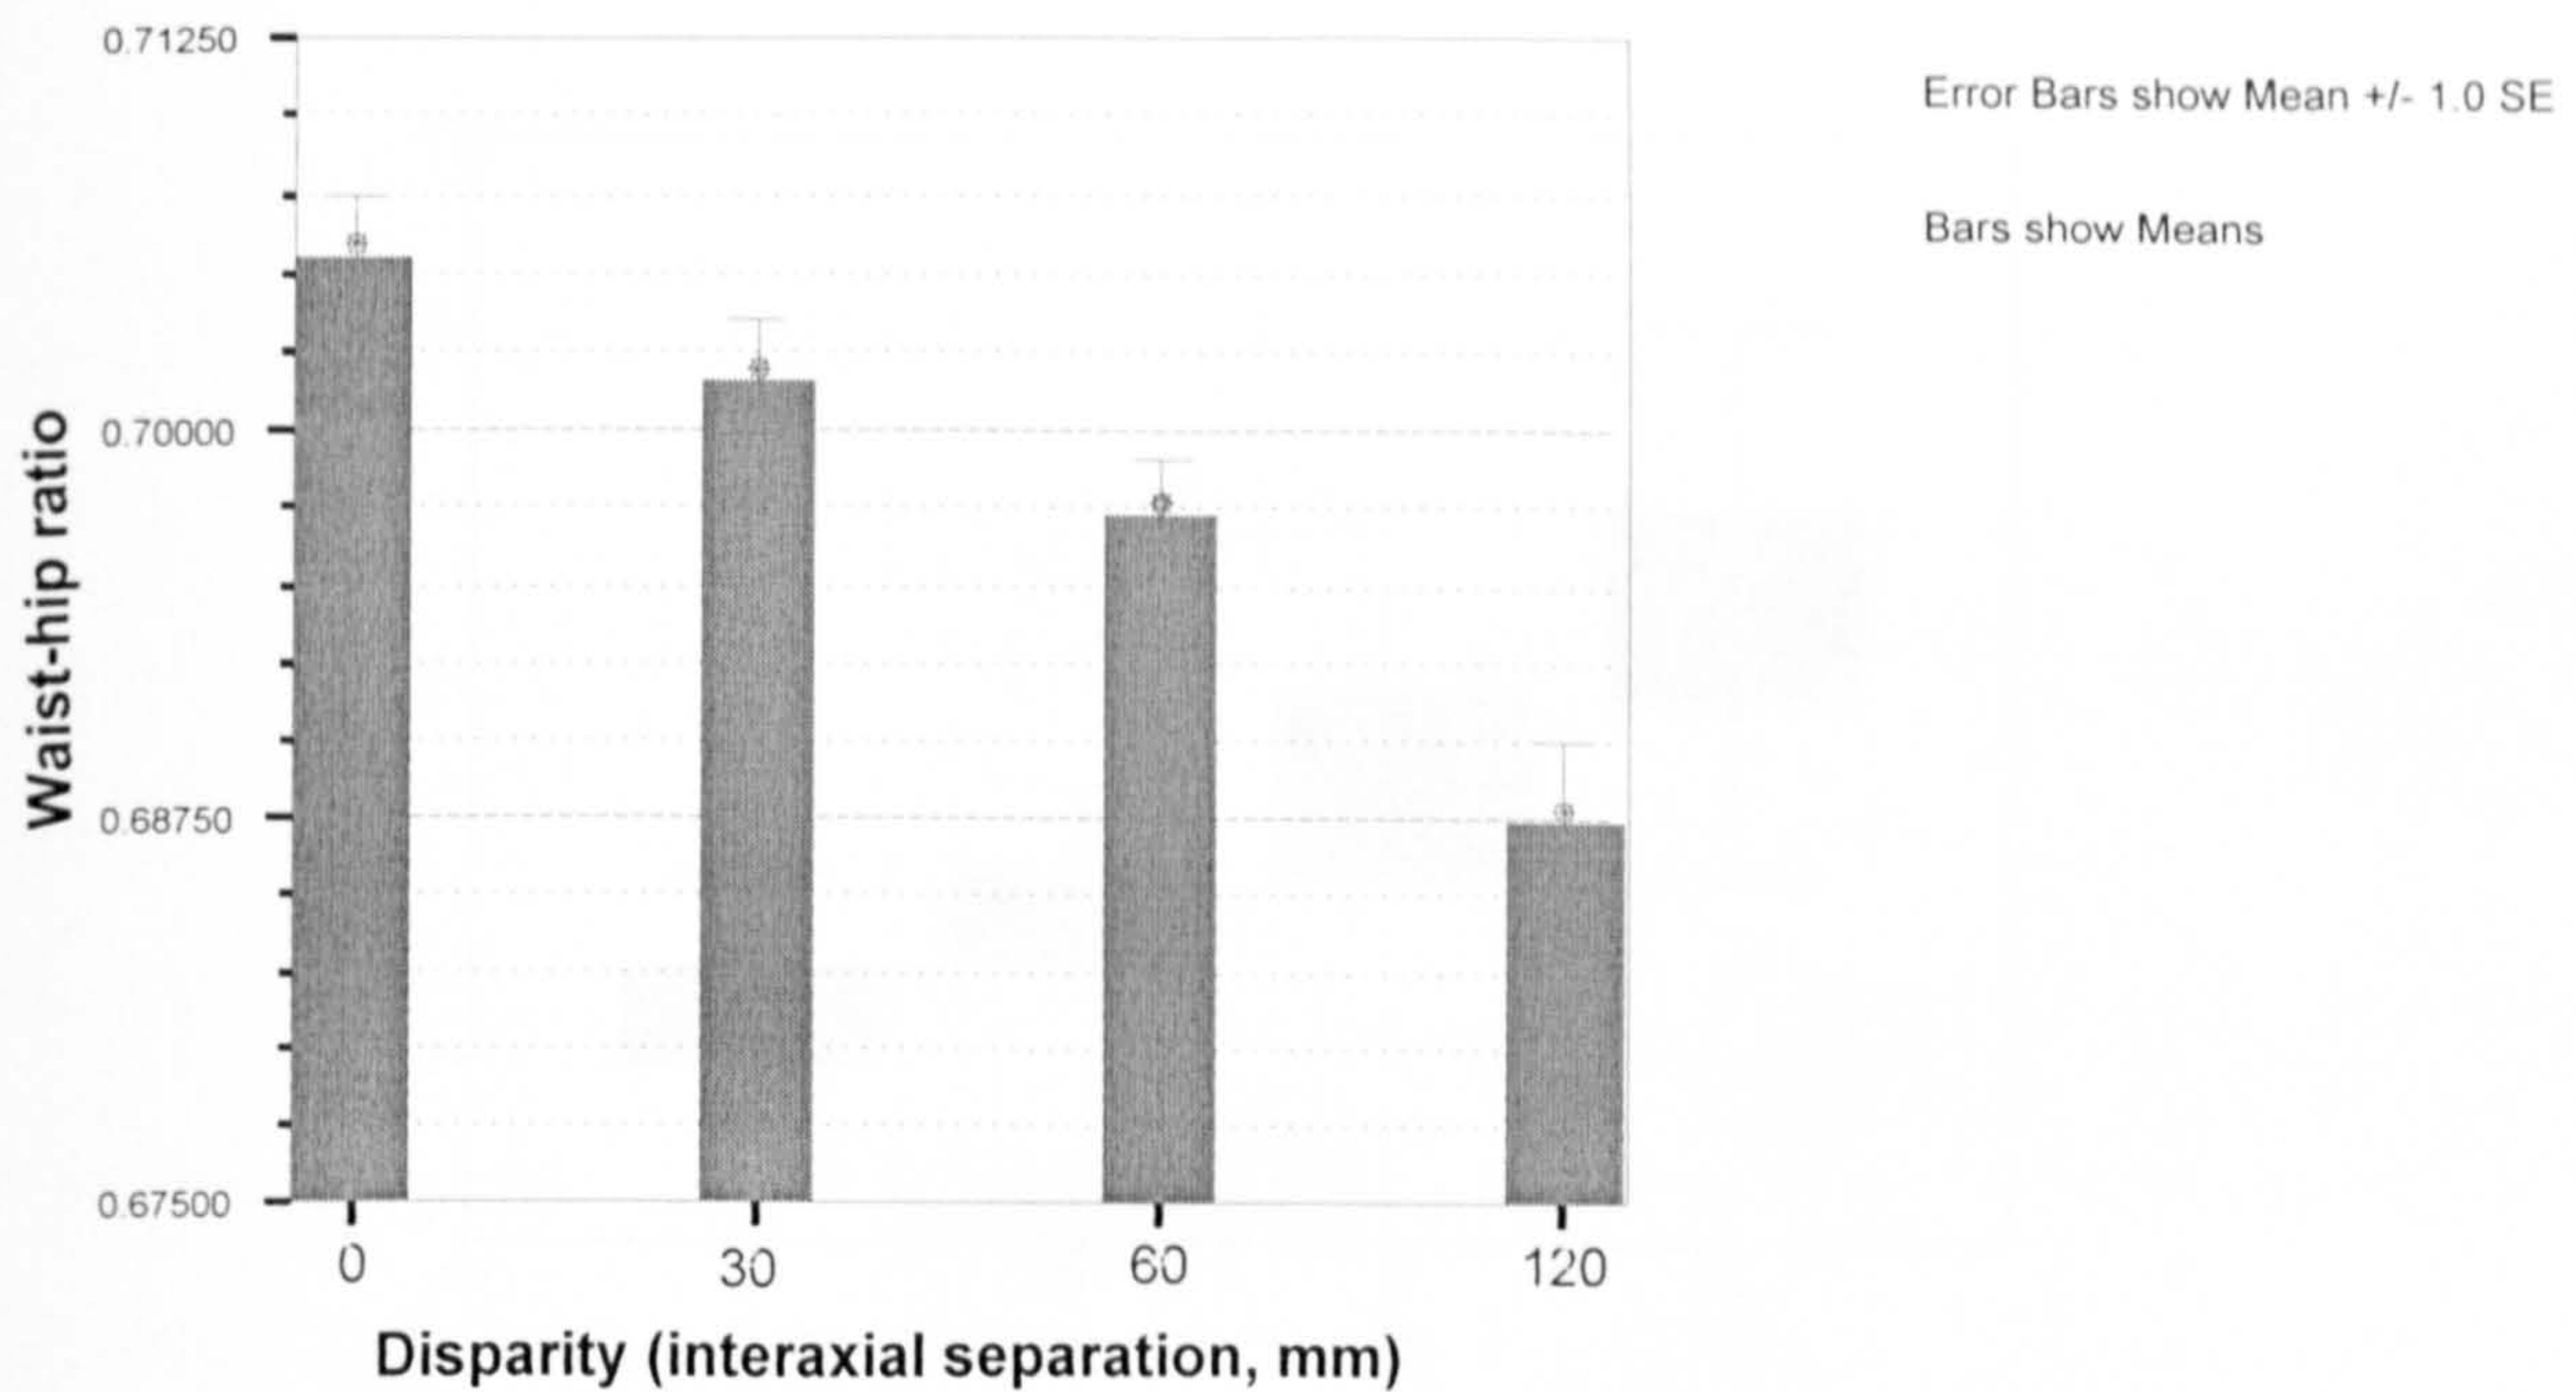 0.71250
0.70000
0.68750
0.67500
Waist-hip ratio
0 30 60 120
Disparity (interaxial separation, mm)
Error Bars show Mean +/- 1.0 SE
Bars show Means